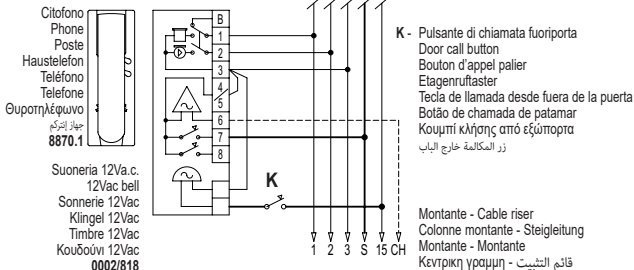 Citofono
Phone
Poste
Haustelefon
Teléfono
Telefone
Θυροτηλέφωνο
جهاز إنتركم
8870.1
Suoneria 12Va.c.
12Vac bell
Sonnerie 12Vac
Klingel 12Vac
Timbre 12Vac
Κουδούνι 12Vac
0002/818
B
1
2
3
4
5
6
7
8
K
1 2 3 S 15 CH
K - Pulsante di chiamata fuoriporta
Door call button
Bouton d'appel palier
Etagenruftaster
Tecla de llamada desde fuera de la puerta
Botão de chamada de patamar
Κουμπί κλήσης από εξώπορτα
زر المكالمة خارج الباب
Montante - Cable riser
Colonne montante - Steigleitung
Montante - Montante
Κεντρικη γραμμη - قائم التثبيت